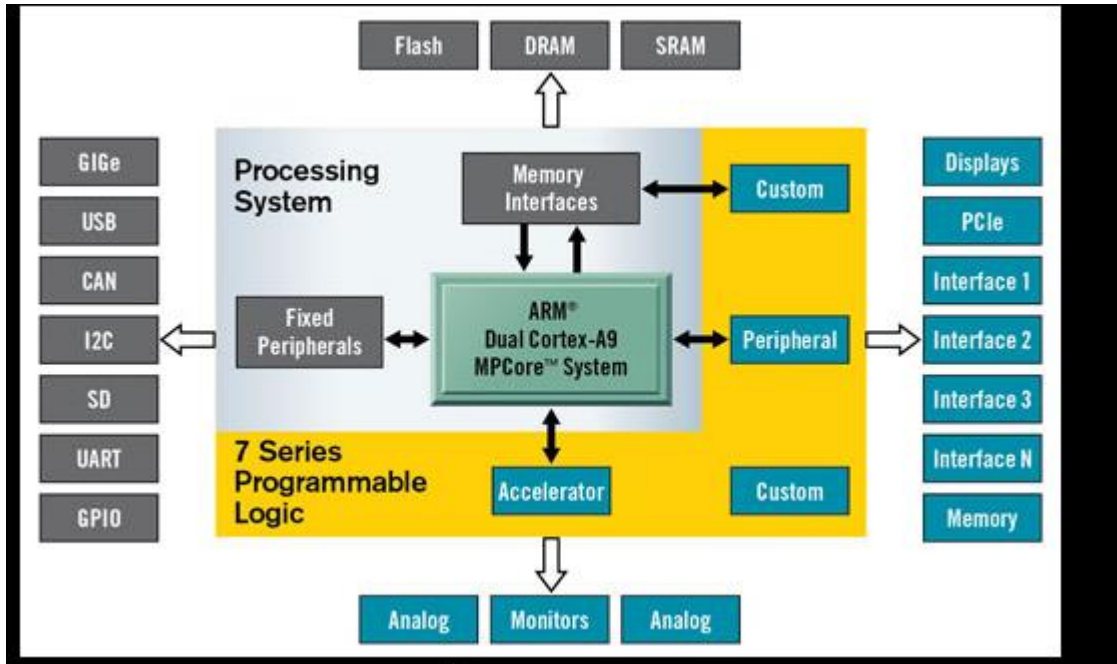 Flash
DRAM
SRAM
GIGe
USB
CAN
I2C
SD
UART
GPIO
Processing
System
Memory
Interfaces
Custom
Fixed
Peripherals
ARM®
Dual Cortex-A9
MPCore™ System
Peripheral
7 Series
Programmable
Logic
Accelerator
Custom
Displays
PCIe
Interface 1
Interface 2
Interface 3
Interface N
Memory
Analog
Monitors
Analog